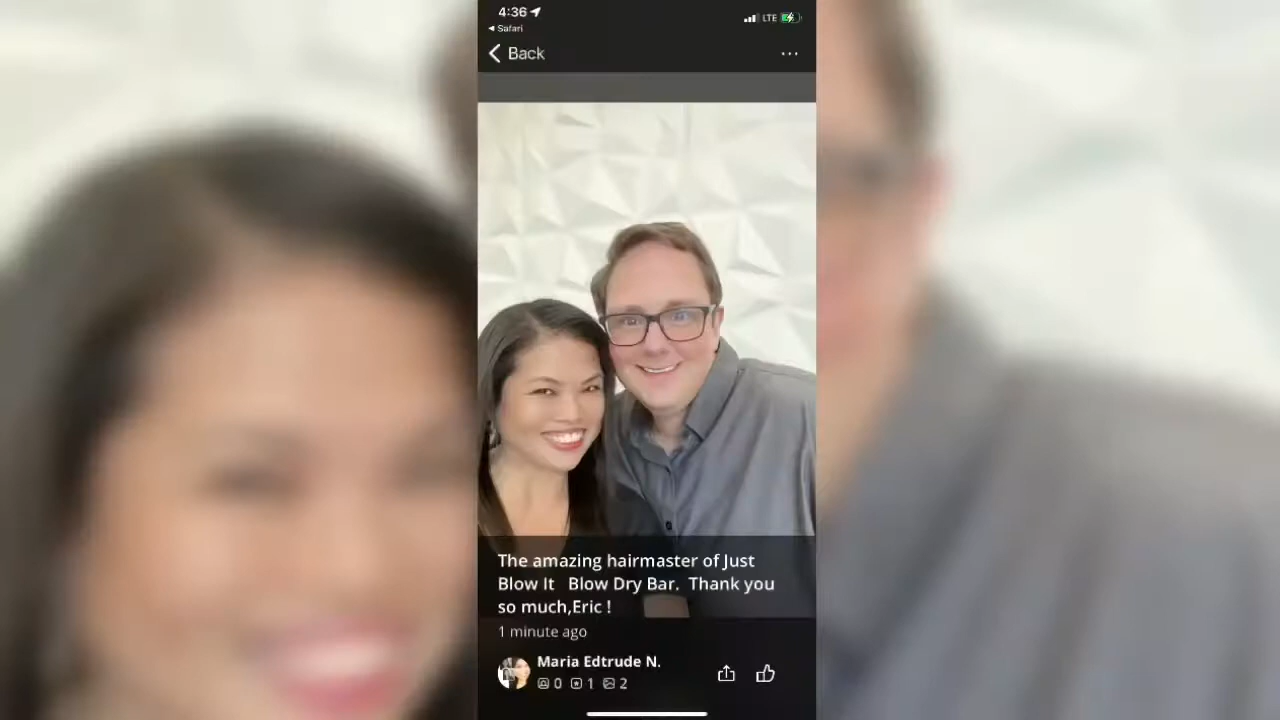 4:36
LTE
Safari
Back
The amazing hairmaster of Just
Blow It Blow Dry Bar. Thank you
so much,Eric !
1 minute ago
Maria Edtrude N.
0 1 2